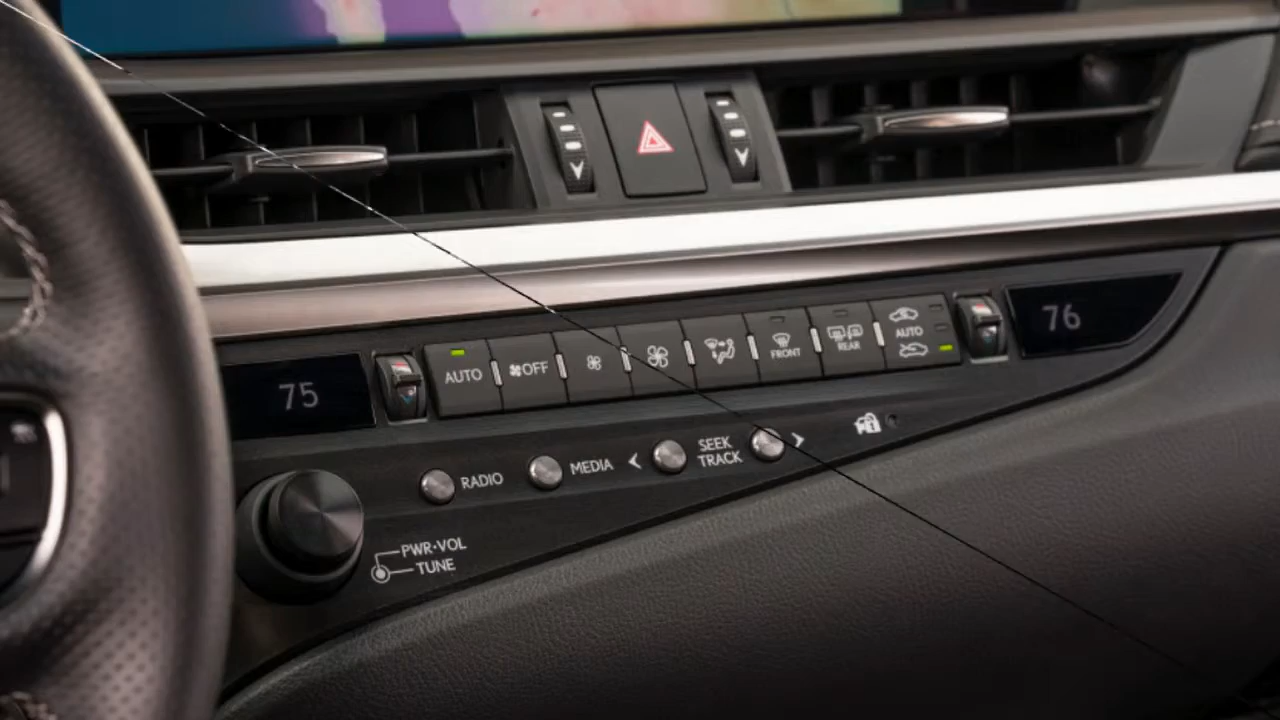 75
AUTO
OFF
FRONT
REAR
AUTO
76
RADIO
MEDIA
SEEK
TRACK
PWR•VOL
TUNE